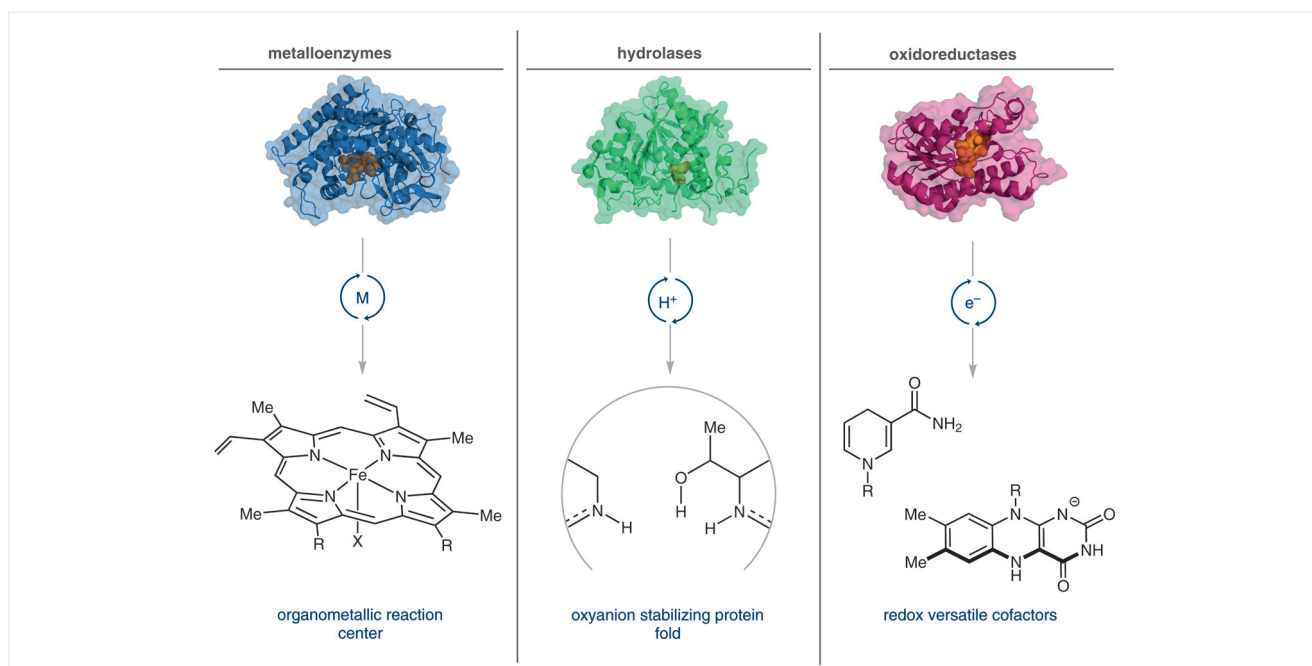 metalloenzymes
hydrolases
oxidoreductases
M
H⁺
e⁻
Me
Me
N
N
Fe
N
N
Me
Me
R
X
R
Me
O
H
N
H
H
N
O
NH₂
N
R
R
Me
N
N
⊖
O
Me
N
H
NH
O
organometallic reaction
center
oxyanion stabilizing protein
fold
redox versatile cofactors